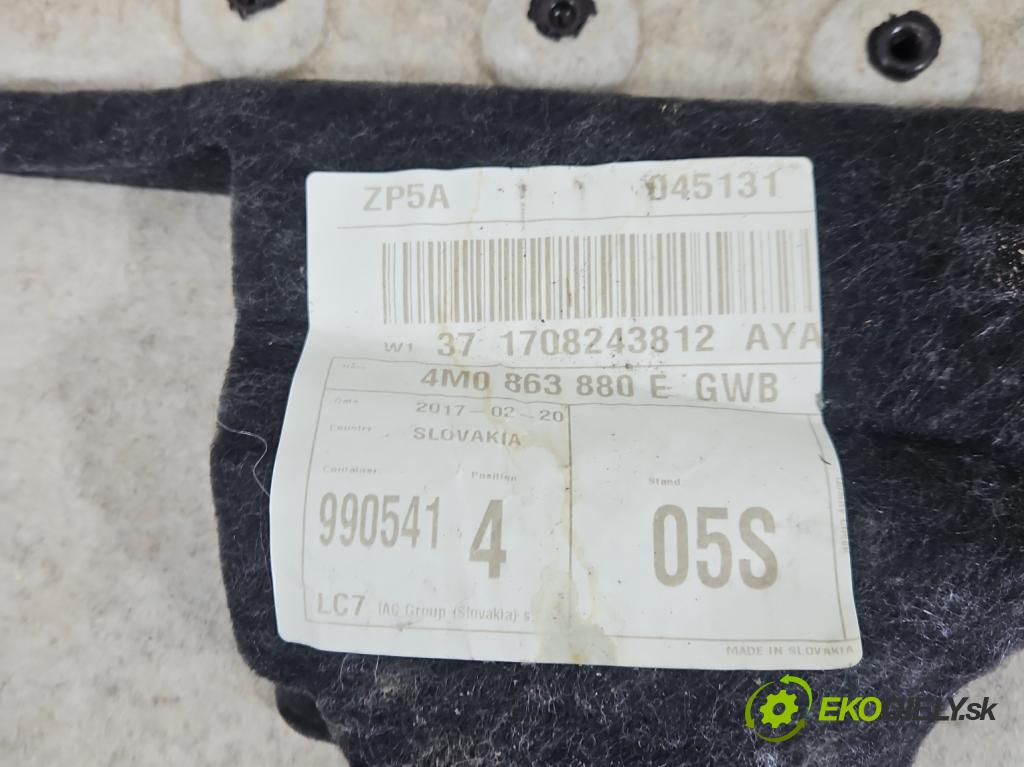 ZP5A 045131
W1 37 1708243812 AYA
4M0 863 880 E GWB
Date 2017-02-20
Country SLOVAKIA
Container Position Stand
990541 4 05S
LC7 IAC Group (Slovakia) s
MADE IN SLOVAKIA
EKODIELY.sk